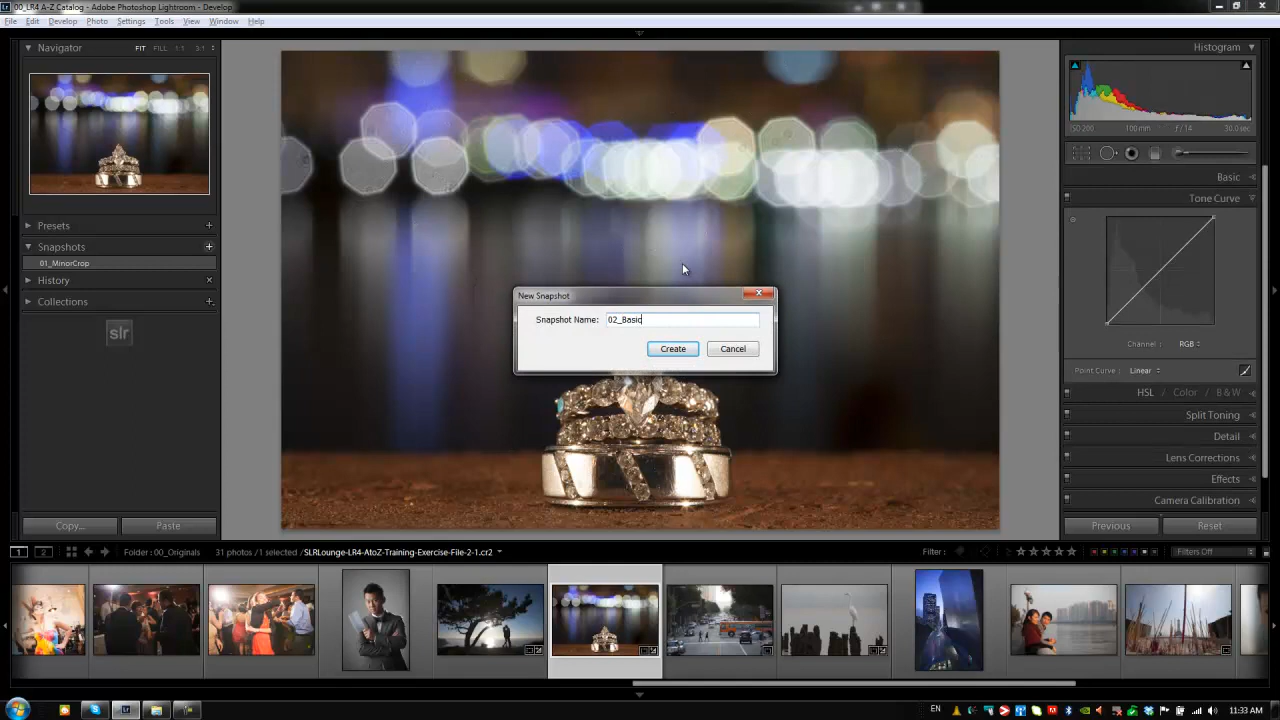 00_LR4 A-Z Catalog - Adobe Photoshop Lightroom - Develop
File Edit Develop Photo Settings Tools View Window Help
Navigator FIT FILL 1:1 3:1
Histogram
ISO 200 100 mm f / 14 30.0 sec
Basic
Presets
Tone Curve
Snapshots
01_MinorCrop
History
Collections
slr
New Snapshot
Snapshot Name: 02_Basic
Create Cancel
Channel : RGB
Point Curve : Linear
HSL / Color / B & W
Split Toning
Detail
Lens Corrections
Effects
Camera Calibration
Copy... Paste
Previous Reset
1 2 Folder : 00_Originals 31 photos / 1 selected / SLRLounge-LR4-AtoZ-Training-Exercise-File-2-1.cr2 Filter : Filters Off
EN 11:33 AM